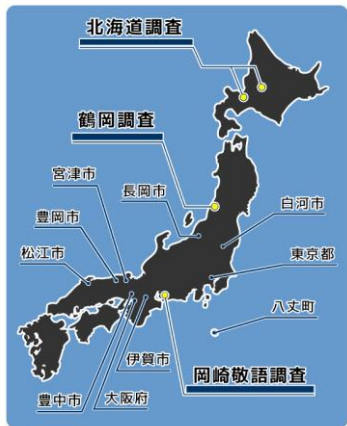 北海道調査
鶴岡調査
宮津市
長岡市
白河市
豊岡市
松江市
東京都
八丈町
伊賀市
岡崎敬語調査
豊中市
大阪府